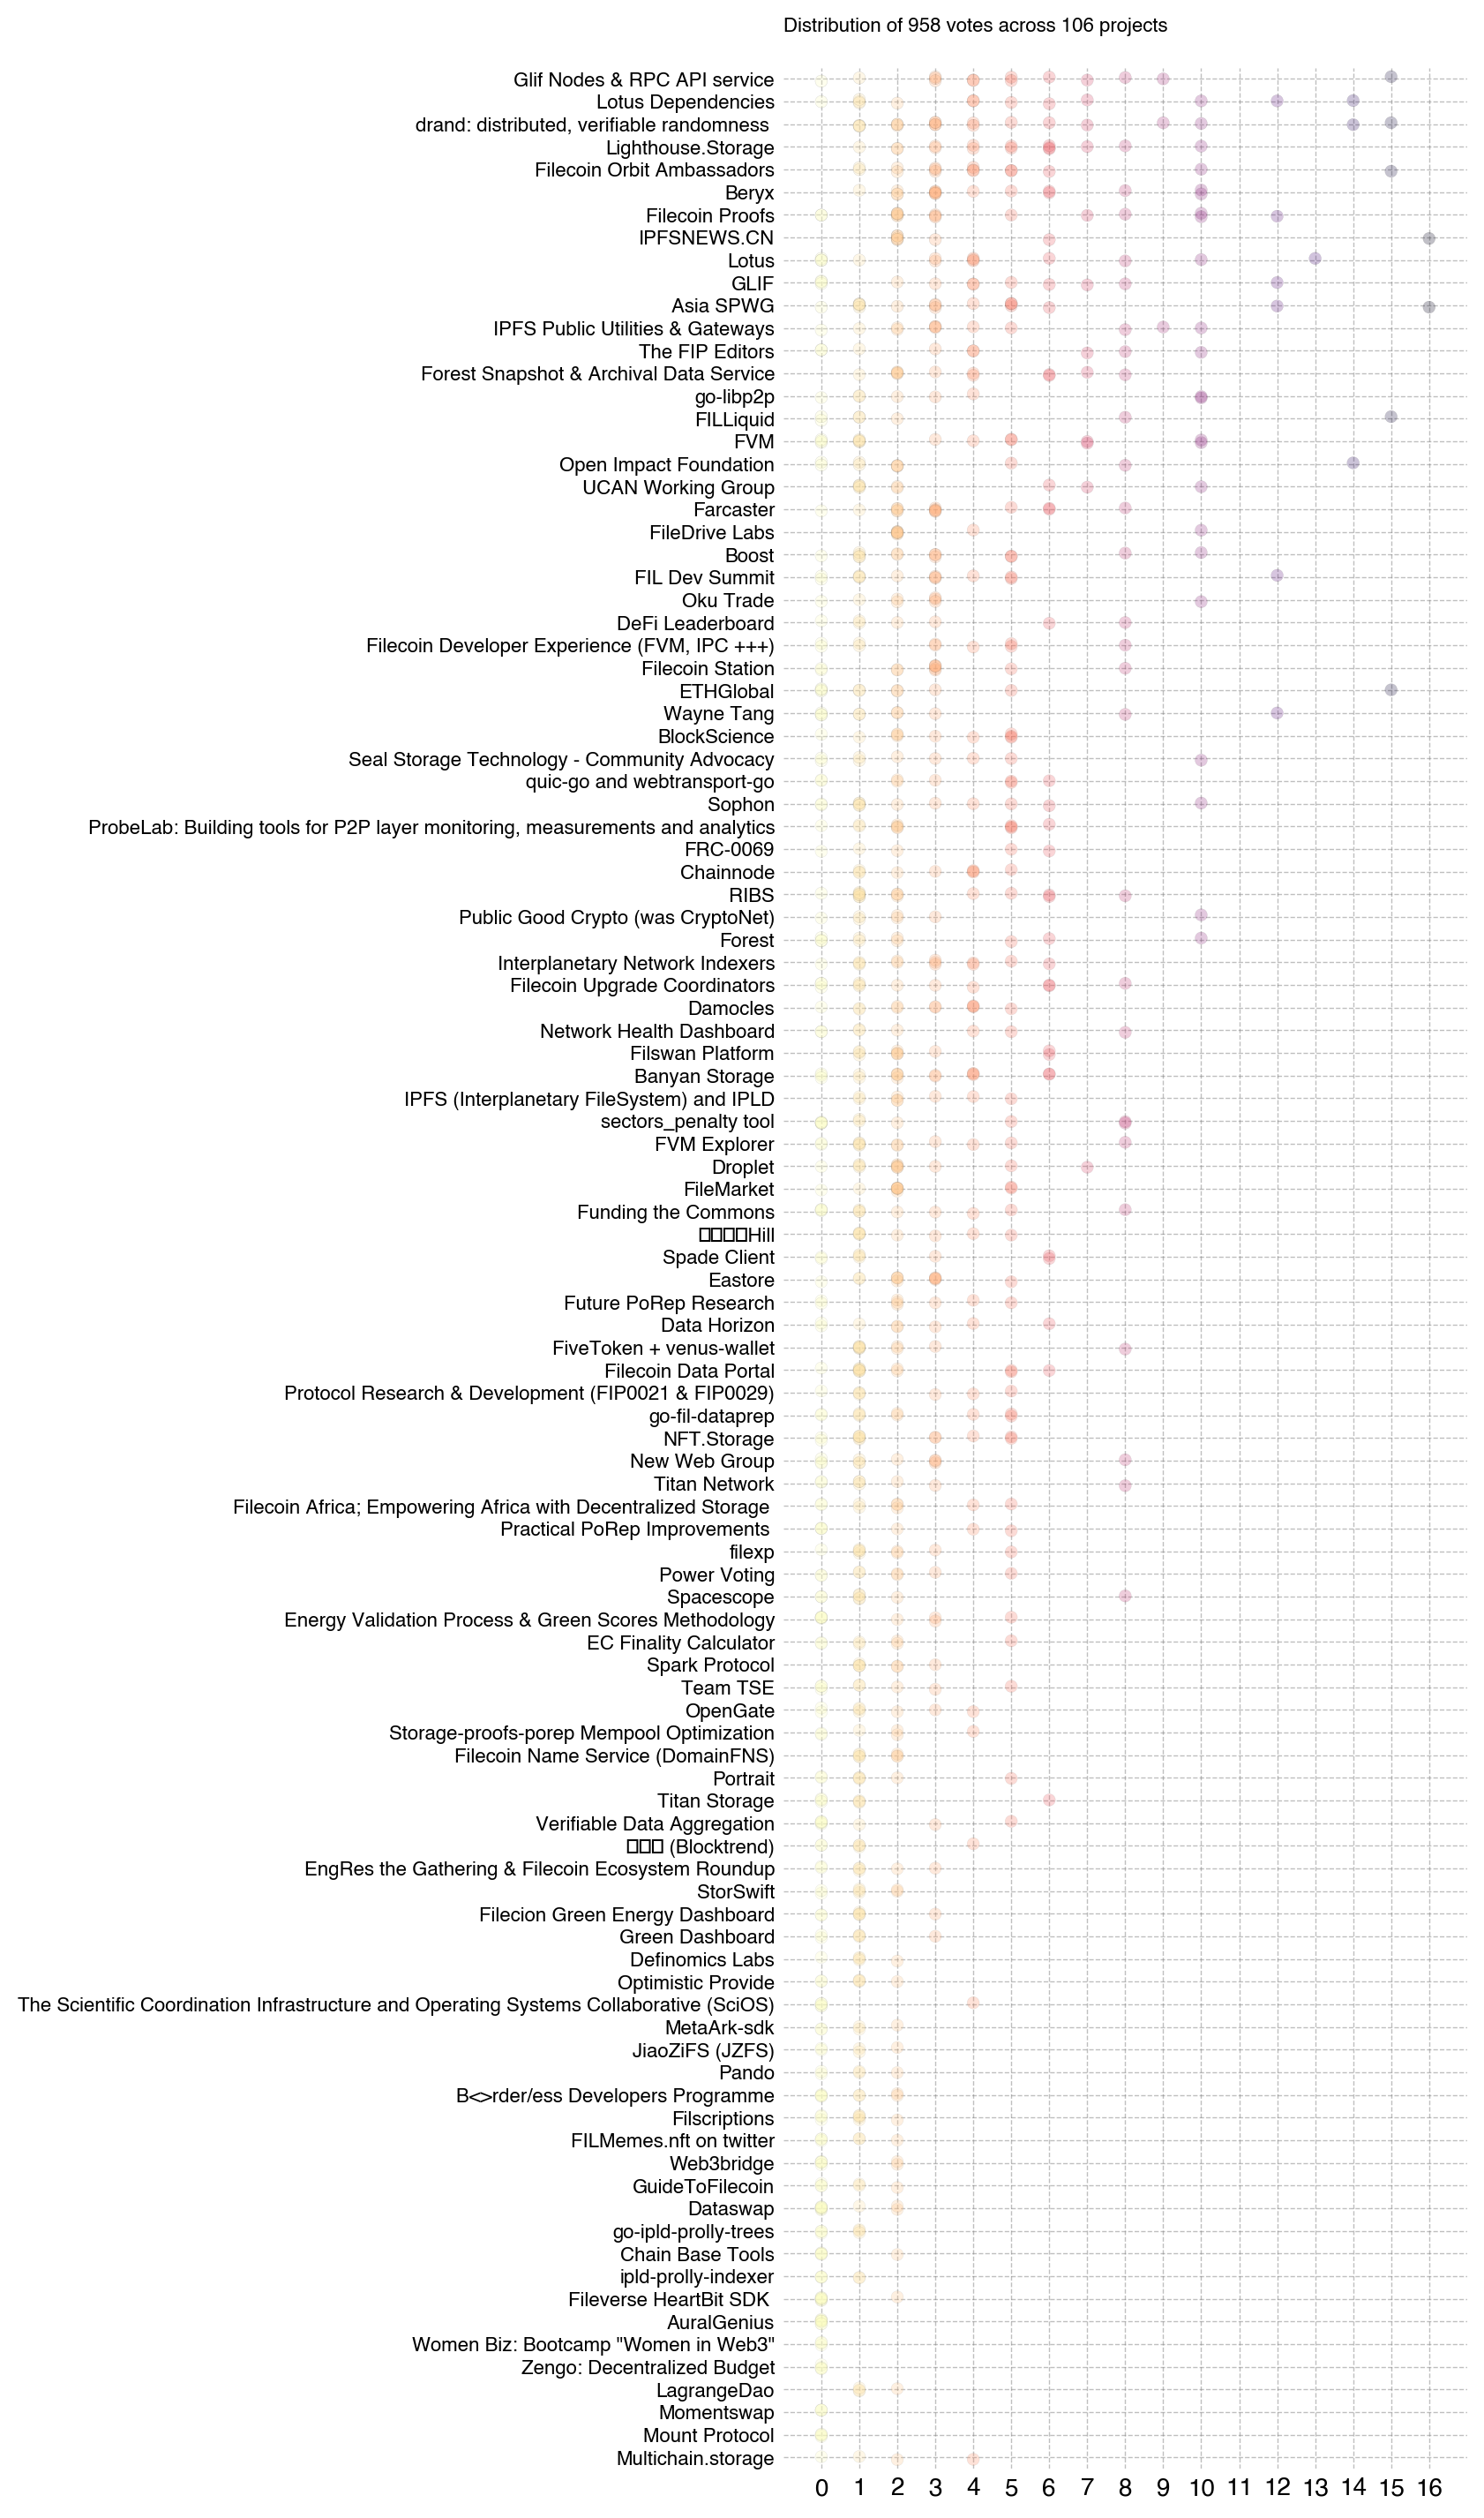 Distribution of 958 votes across 106 projects
Glif Nodes & RPC API service
Lotus Dependencies
drand: distributed, verifiable randomness
Lighthouse.Storage
Filecoin Orbit Ambassadors
Beryx
Filecoin Proofs
IPFSNEWS.CN
Lotus
GLIF
Asia SPWG
IPFS Public Utilities & Gateways
The FIP Editors
Forest Snapshot & Archival Data Service
go-libp2p
FILLiquid
FVM
Open Impact Foundation
UCAN Working Group
Farcaster
FileDrive Labs
Boost
FIL Dev Summit
Oku Trade
DeFi Leaderboard
Filecoin Developer Experience (FVM, IPC +++)
Filecoin Station
ETHGlobal
Wayne Tang
BlockScience
Seal Storage Technology - Community Advocacy
quic-go and webtransport-go
Sophon
ProbeLab: Building tools for P2P layer monitoring, measurements and analytics
FRC-0069
Chainnode
RIBS
Public Good Crypto (was CryptoNet)
Forest
Interplanetary Network Indexers
Filecoin Upgrade Coordinators
Damocles
Network Health Dashboard
Filswan Platform
Banyan Storage
IPFS (Interplanetary FileSystem) and IPLD
sectors_penalty tool
FVM Explorer
Droplet
FileMarket
Funding the Commons
□□□□Hill
Spade Client
Eastore
Future PoRep Research
Data Horizon
FiveToken + venus-wallet
Filecoin Data Portal
Protocol Research & Development (FIP0021 & FIP0029)
go-fil-dataprep
NFT.Storage
New Web Group
Titan Network
Filecoin Africa; Empowering Africa with Decentralized Storage
Practical PoRep Improvements
filexp
Power Voting
Spacescope
Energy Validation Process & Green Scores Methodology
EC Finality Calculator
Spark Protocol
Team TSE
OpenGate
Storage-proofs-porep Mempool Optimization
Filecoin Name Service (DomainFNS)
Portrait
Titan Storage
Verifiable Data Aggregation
□□□ (Blocktrend)
EngRes the Gathering & Filecoin Ecosystem Roundup
StorSwift
Filecion Green Energy Dashboard
Green Dashboard
Definomics Labs
Optimistic Provide
The Scientific Coordination Infrastructure and Operating Systems Collaborative (SciOS)
MetaArk-sdk
JiaoZiFS (JZFS)
Pando
B<>rder/ess Developers Programme
Filscriptions
FILMemes.nft on twitter
Web3bridge
GuideToFilecoin
Dataswap
go-ipld-prolly-trees
Chain Base Tools
ipld-prolly-indexer
Fileverse HeartBit SDK
AuralGenius
Women Biz: Bootcamp "Women in Web3"
Zengo: Decentralized Budget
LagrangeDao
Momentswap
Mount Protocol
Multichain.storage
0 1 2 3 4 5 6 7 8 9 10 11 12 13 14 15 16